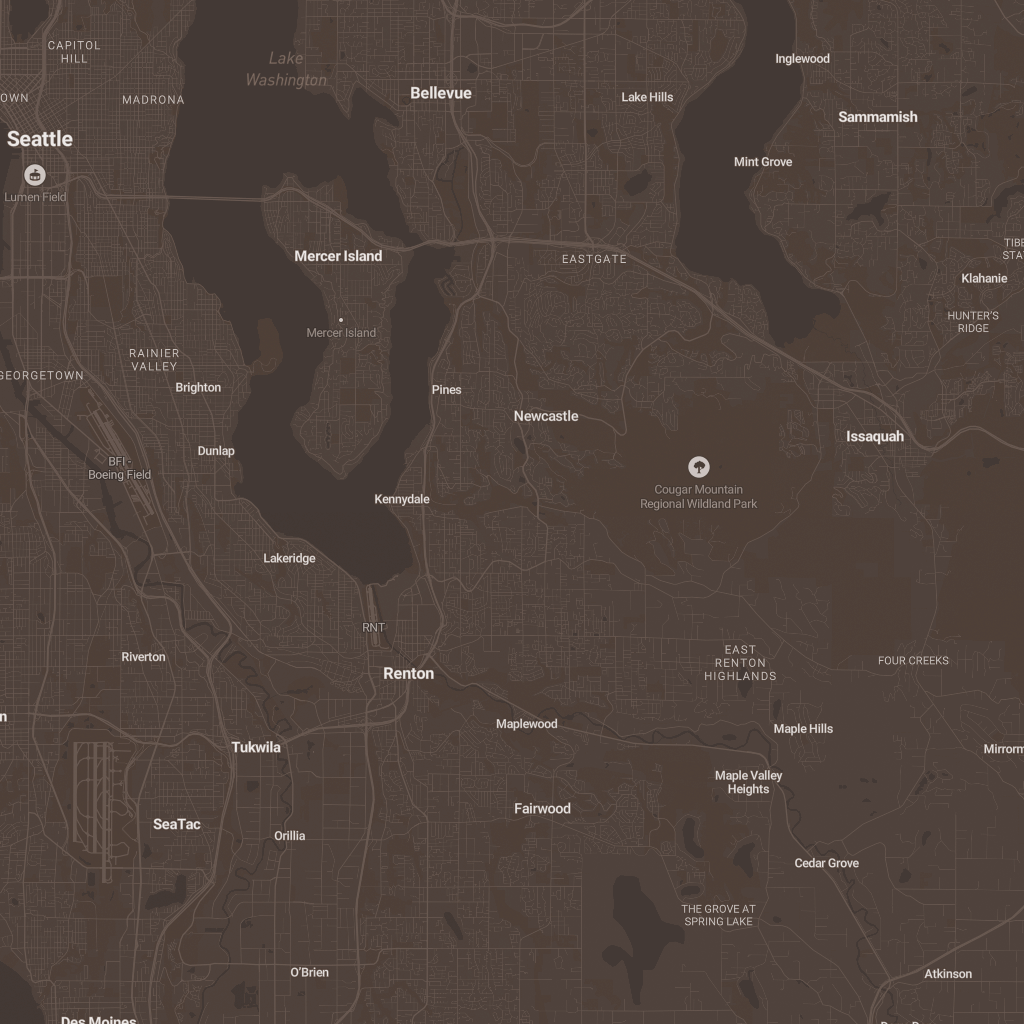 CAPITOL
HILL
Lake
Washington
Inglewood
Bellevue
Lake Hills
OWN
MADRONA
Sammamish
Seattle
Mint Grove
Lumen Field
TIBE
STA
Mercer Island
EASTGATE
Klahanie
HUNTER'S
RIDGE
Mercer Island
RAINIER
VALLEY
GEORGETOWN
Brighton
Pines
Newcastle
Issaquah
Dunlap
BFI -
Boeing Field
Cougar Mountain
Regional Wildland Park
Kennydale
Lakeridge
RNT
Riverton
EAST
RENTON
HIGHLANDS
FOUR CREEKS
Renton
n
Maplewood
Maple Hills
Tukwila
Mirrorm
Maple Valley
Heights
Fairwood
SeaTac
Orillia
Cedar Grove
THE GROVE AT
SPRING LAKE
O'Brien
Atkinson
Des Moines